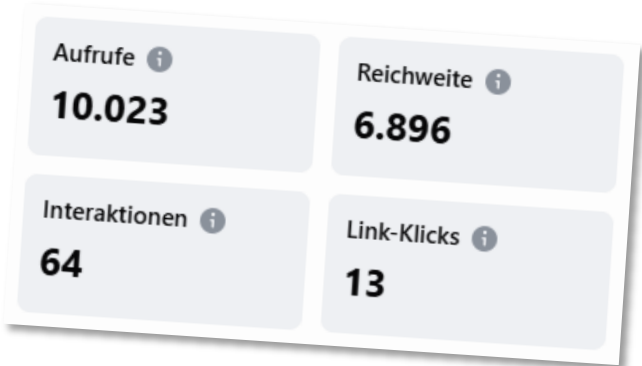 Aufrufe
10.023
Reichweite
6.896
Interaktionen
64
Link-Klicks
13